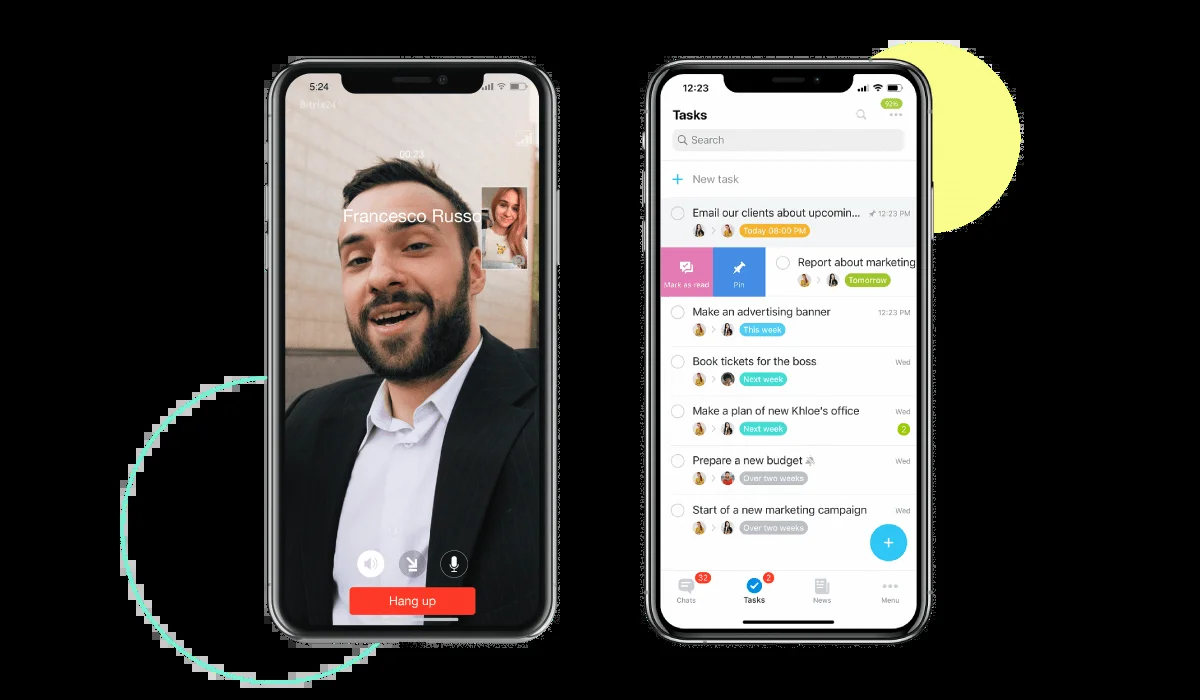 5:24
Bitrix24
00:23
Francesco Russo
Hang up
12:23
92%
Tasks
Search
New task
Email our clients about upcomin...
12:23 PM
Today 08:00 PM
Mark as read
Pin
Report about marketing
Tomorrow
Make an advertising banner
12:23 PM
This week
Book tickets for the boss
Wed
Next week
Make a plan of new Khloe's office
Wed
Next week
2
Prepare a new budget
Wed
Over two weeks
Start of a new marketing campaign
Wed
Over two weeks
+
32
2
Chats
Tasks
News
Menu